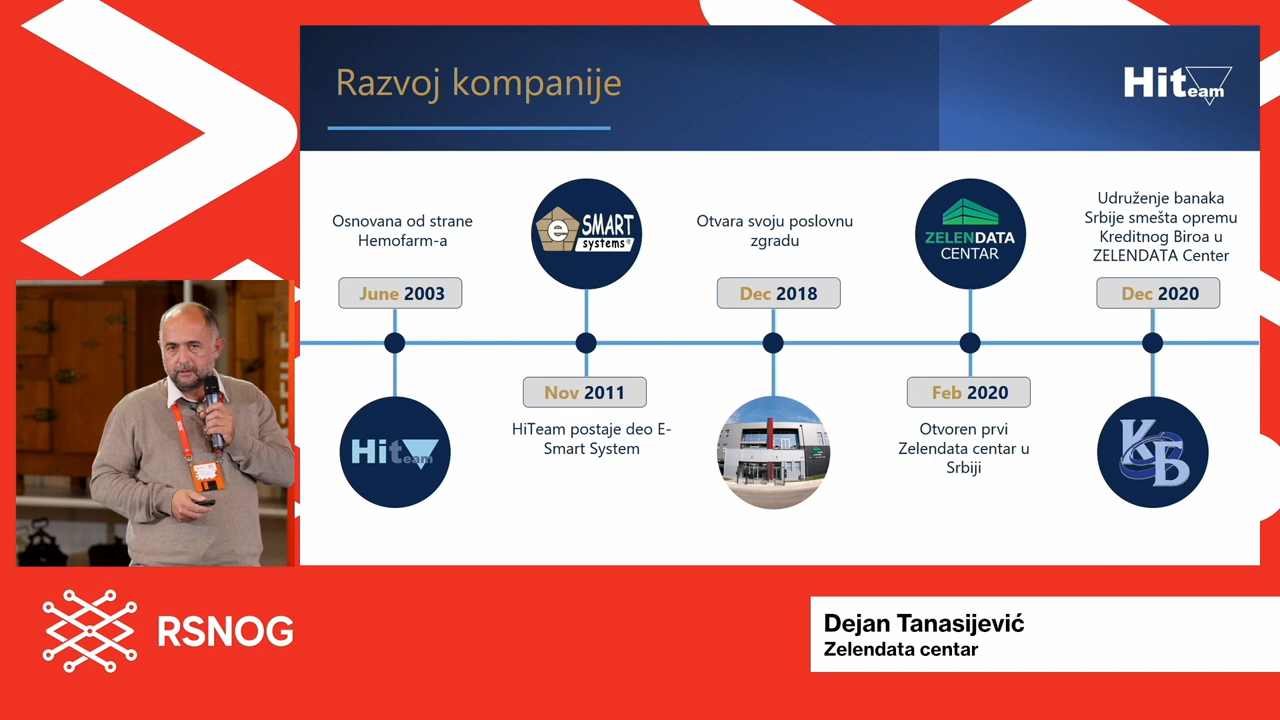 Razvoj kompanije
Hiteam
Osnovana od strane
Hemofarm-a
June 2003
Hiteam
e SMART
systems®
Nov 2011
HiTeam postaje deo E-
Smart System
Otvara svoju poslovnu
zgradu
Dec 2018
ZELENDATA
CENTAR
Feb 2020
Otvoren prvi
Zelendata centar u
Srbiji
Udruženje banaka
Srbije smešta opremu
Kreditnog Biroa u
ZELENDATA Center
Dec 2020
КБ
RSNOG
Dejan Tanasijević
Zelendata centar